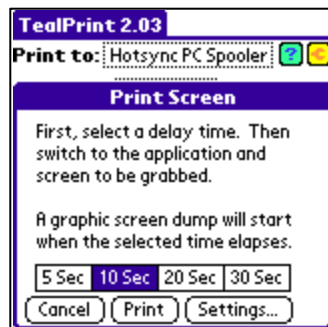 TealPrint 2.03
Print to: Hotsync PC Spooler ?
Print Screen
First, select a delay time. Then
switch to the application and
screen to be grabbed.
A graphic screen dump will start
when the selected time elapses.
5 Sec 10 Sec 20 Sec 30 Sec
Cancel Print Settings...